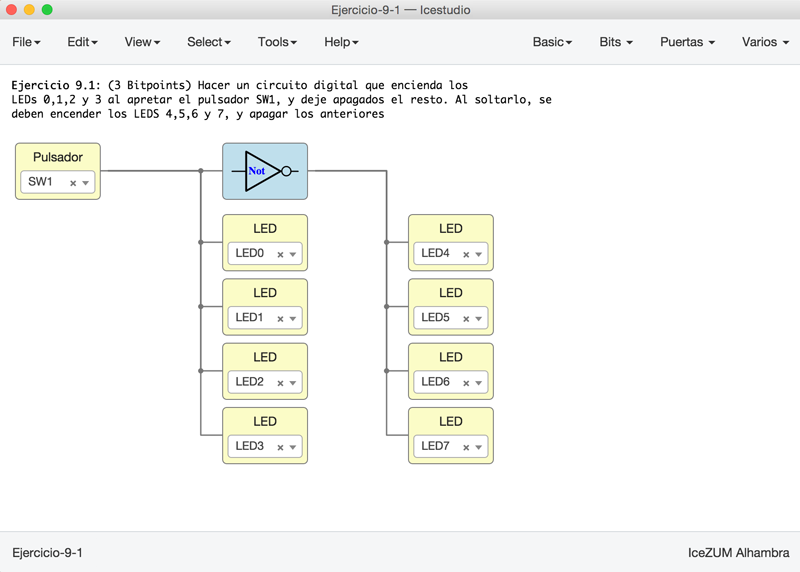 Ejercicio-9-1 — Icestudio
File Edit View Select Tools Help Basic Bits Puertas Varios
Ejercicio 9.1: (3 Bitpoints) Hacer un circuito digital que encienda los
LEDs 0,1,2 y 3 al apretar el pulsador SW1, y deje apagados el resto. Al soltarlo, se
deben encender los LEDS 4,5,6 y 7, y apagar los anteriores
Pulsador
SW1
Not
LED
LED0
LED
LED1
LED
LED2
LED
LED3
LED
LED4
LED
LED5
LED
LED6
LED
LED7
Ejercicio-9-1
IceZUM Alhambra